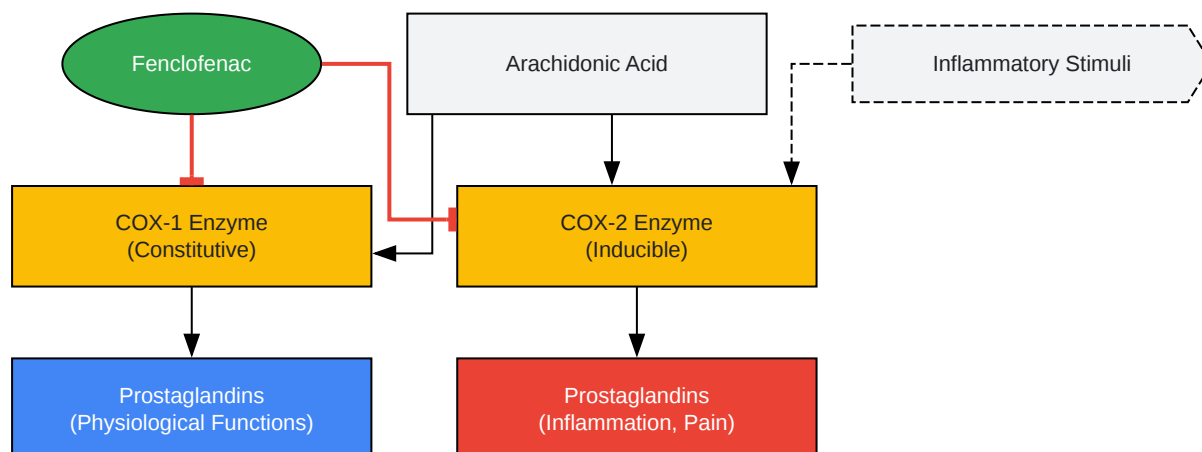 Fenclofenac
Arachidonic Acid
Inflammatory Stimuli
COX-1 Enzyme
(Constitutive)
COX-2 Enzyme
(Inducible)
Prostaglandins
(Physiological Functions)
Prostaglandins
(Inflammation, Pain)